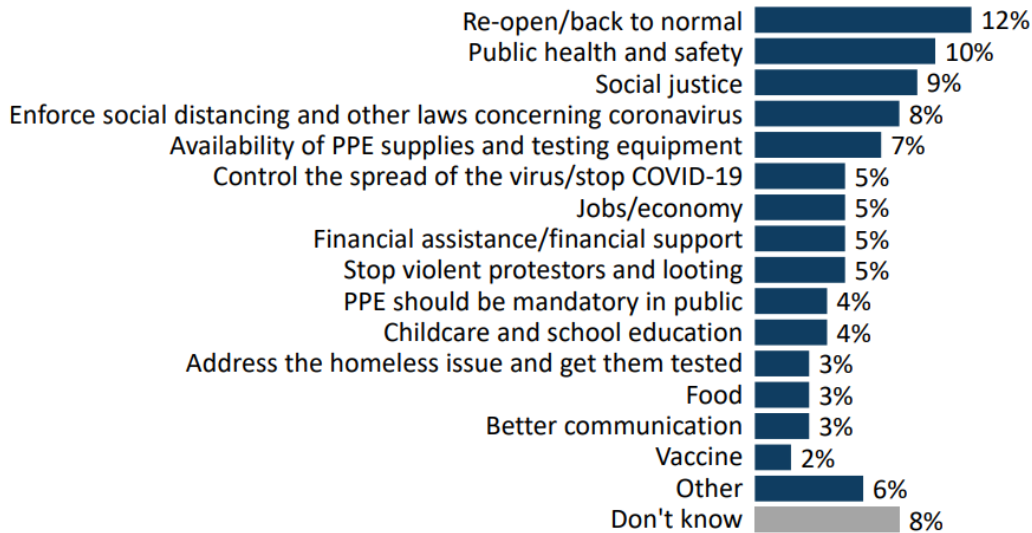 Re-open/back to normal 12%
Public health and safety 10%
Social justice 9%
Enforce social distancing and other laws concerning coronavirus 8%
Availability of PPE supplies and testing equipment 7%
Control the spread of the virus/stop COVID-19 5%
Jobs/economy 5%
Financial assistance/financial support 5%
Stop violent protestors and looting 5%
PPE should be mandatory in public 4%
Childcare and school education 4%
Address the homeless issue and get them tested 3%
Food 3%
Better communication 3%
Vaccine 2%
Other 6%
Don't know 8%